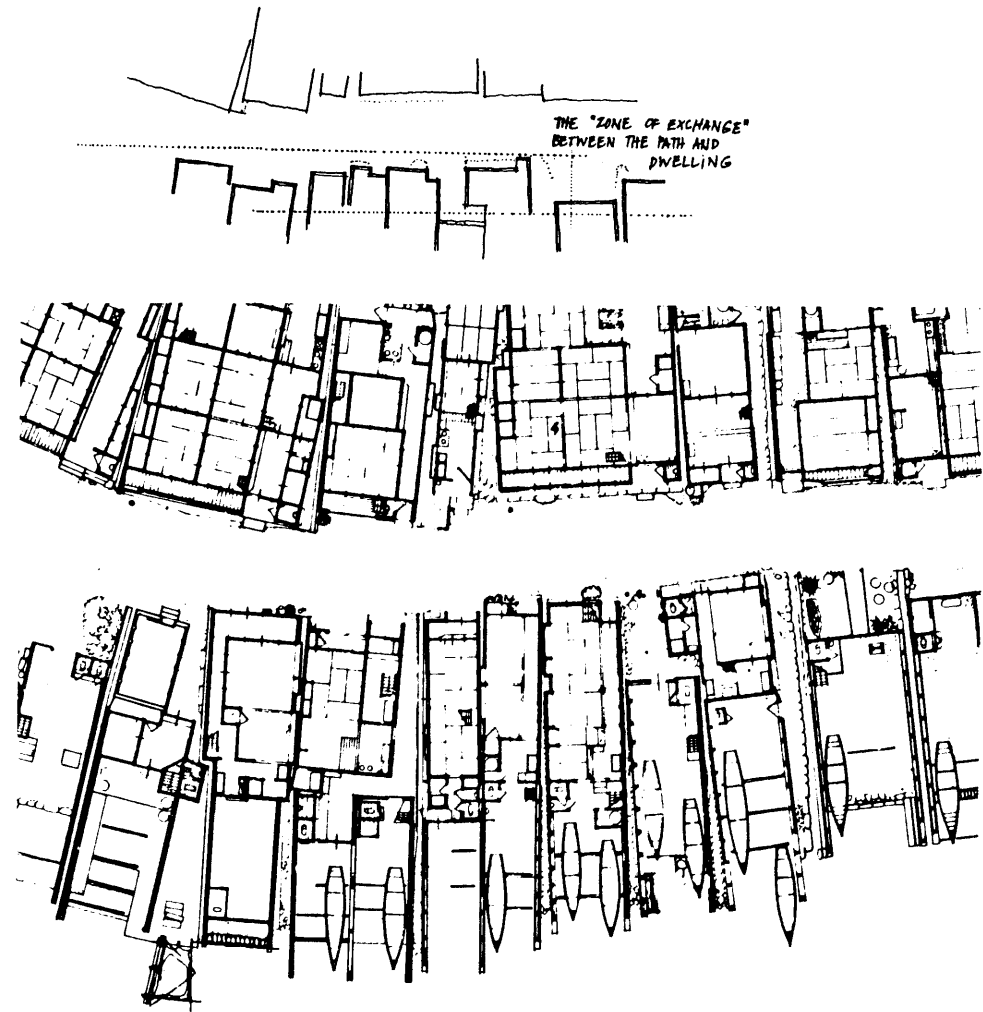 THE "ZONE OF EXCHANGE"
BETWEEN THE PATH AND
DWELLING